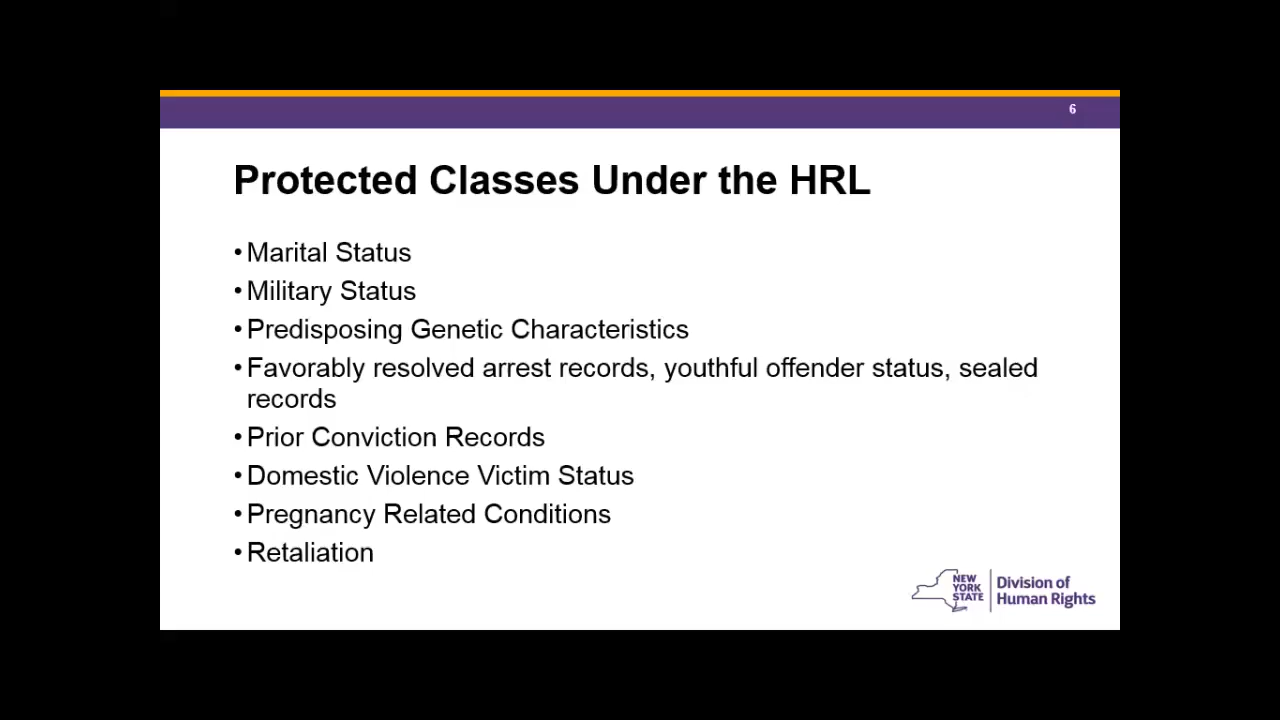 6
Protected Classes Under the HRL
• Marital Status
• Military Status
• Predisposing Genetic Characteristics
• Favorably resolved arrest records, youthful offender status, sealed
records
• Prior Conviction Records
• Domestic Violence Victim Status
• Pregnancy Related Conditions
• Retaliation
NEW
YORK
STATE
Division of
Human Rights